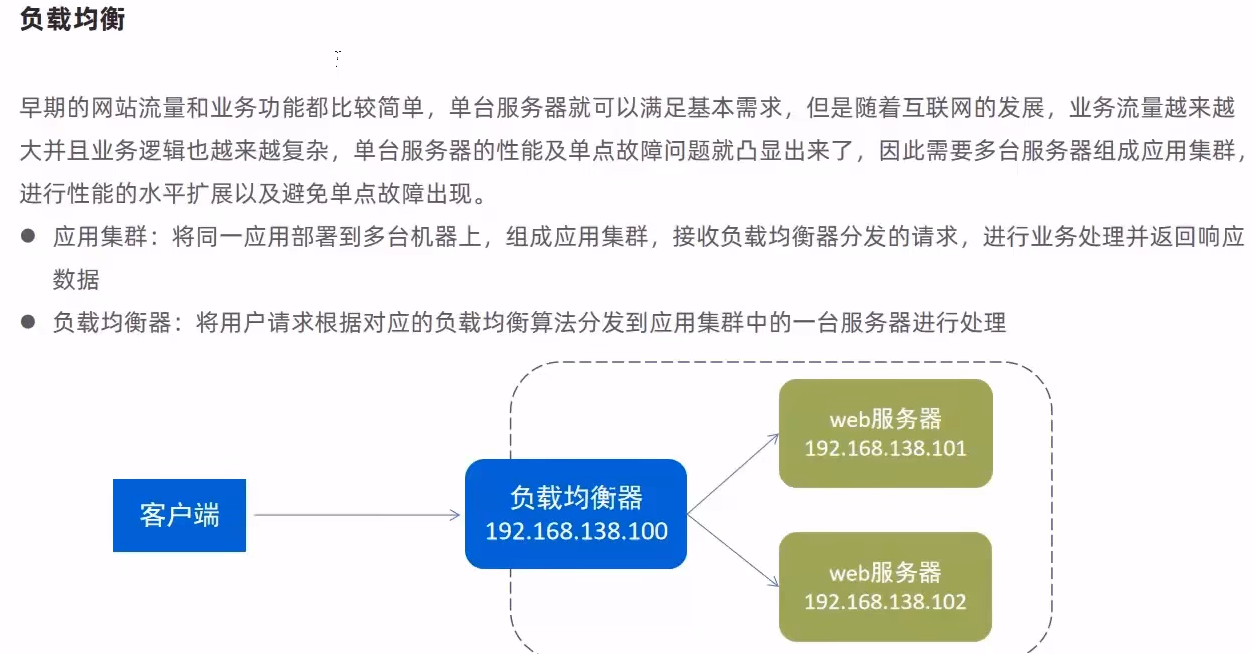 负载均衡
早期的网站流量和业务功能都比较简单，单台服务器就可以满足基本需求，但是随着互联网的发展，业务流量越来越
大并且业务逻辑也越来越复杂，单台服务器的性能及单点故障问题就凸显出来了，因此需要多台服务器组成应用集群，
进行性能的水平扩展以及避免单点故障出现。
● 应用集群：将同一应用部署到多台机器上，组成应用集群，接收负载均衡器分发的请求，进行业务处理并返回响应
数据
● 负载均衡器：将用户请求根据对应的负载均衡算法分发到应用集群中的一台服务器进行处理
web服务器
192.168.138.101
客户端
负载均衡器
192.168.138.100
web服务器
192.168.138.102